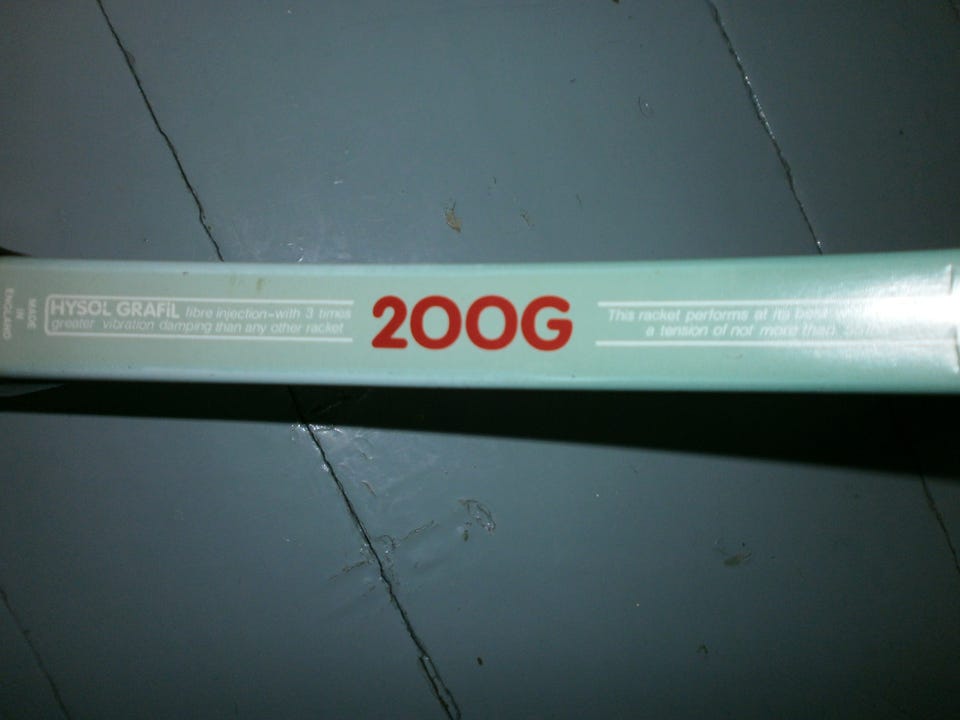 MADE
IN
ENGLAND
HYSOL GRAFIL fibre injection-with 3 times
greater vibration damping than any other racket
200G
This racket performs at its best
a tension of not more than